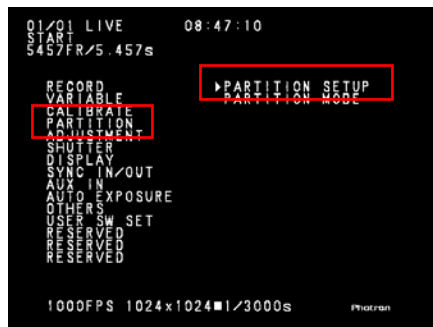 01/01 LIVE 08:47:10
START
5457FR/5.457s
RECORD ▶PARTITION SETUP
VARIABLE PARTITION MODE
CALIBRATE
PARTITION
ADJUSTMENT
SHUTTER
DISPLAY
SYNC IN/OUT
AUX IN
AUTO EXPOSURE
OTHERS
USER SW SET
RESERVED
RESERVED
RESERVED
1000FPS 1024x1024■1/3000s Photron